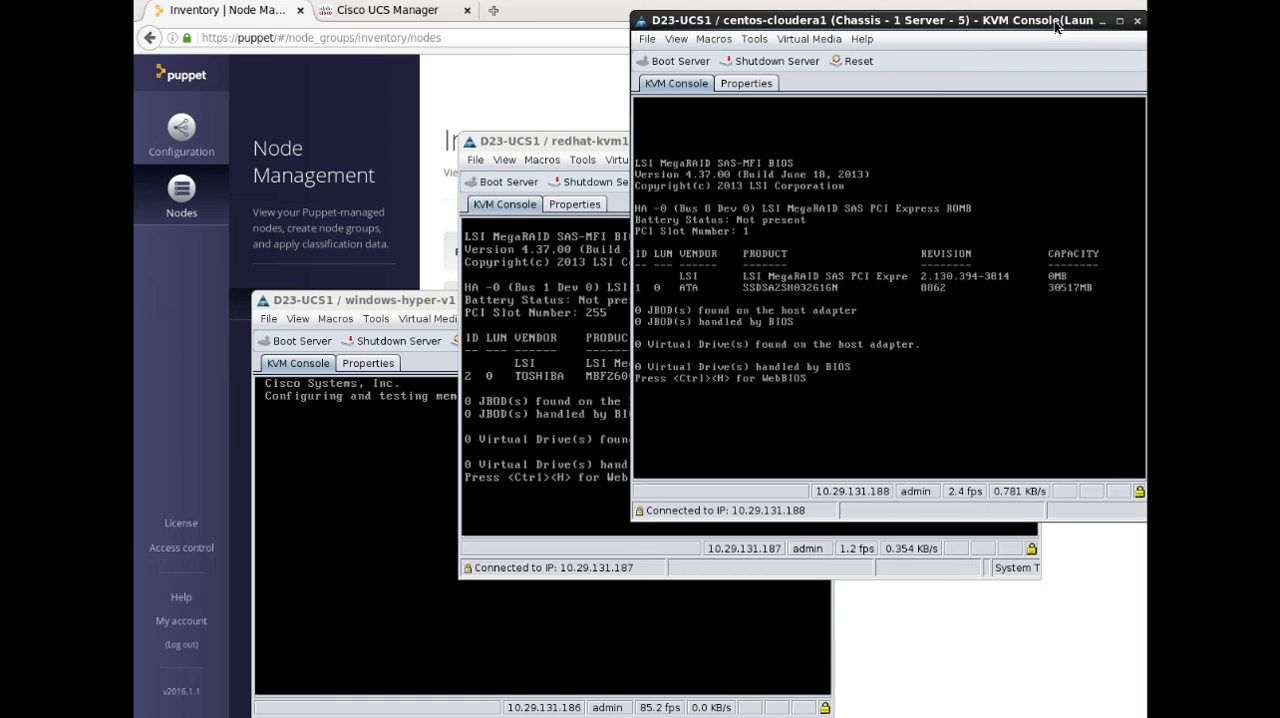 Inventory | Node Ma...
Cisco UCS Manager
https://puppet/#/node_groups/inventory/nodes
puppet
Configuration
Nodes
Node
Management
View your Puppet-managed
nodes, create node groups,
and apply classification data.
License
Access control
Help
My account
(Log out)
v2016.1.1
In
Vie
D23-UCS1 / windows-hyper-v1
File View Macros Tools Virtual Medi
Boot Server Shutdown Server
KVM Console Properties
Cisco Systems, Inc.
Configuring and testing mem
10.29.131.186 admin 85.2 fps 0.0 KB/s
D23-UCS1 / redhat-kvm1
File View Macros Tools Virtu
Boot Server Shutdown Se
KVM Console Properties
LSI MegaRAID SAS-MFI BI
Version 4.37.00 (Build
Copyright(c) 2013 LSI C
HA -0 (Bus 1 Dev 0) LSI
Battery Status: Not pre
PCI Slot Number: 255
ID LUN VENDOR PRODUC
LSI LSI Me
2 0 TOSHIBA MBF260
0 JBOD(s) found on the
0 JBOD(s) handled by BI
0 Virtual Drive(s) foun
0 Virtual Drive(s) hand
Press <Ctrl><H> for Web
10.29.131.187 admin 1.2 fps 0.354 KB/s
Connected to IP: 10.29.131.187 System T
D23-UCS1 / centos-cloudera1 (Chassis - 1 Server - 5) - KVM Console(Laun
File View Macros Tools Virtual Media Help
Boot Server Shutdown Server Reset
KVM Console Properties
LSI MegaRAID SAS-MFI BIOS
Version 4.37.00 (Build June 18, 2013)
Copyright(c) 2013 LSI Corporation
HA -0 (Bus 8 Dev 0) LSI MegaRAID SAS PCI Express ROMB
Battery Status: Not present
PCI Slot Number: 1
ID LUN VENDOR PRODUCT REVISION CAPACITY
LSI LSI MegaRAID SAS PCI Expre 2.130.394-3814 0MB
1 0 ATA SSDSA2SH032G1GN 8862 30517MB
0 JBOD(s) found on the host adapter
0 JBOD(s) handled by BIOS
0 Virtual Drive(s) found on the host adapter.
0 Virtual Drive(s) handled by BIOS
Press <Ctrl><H> for WebBIOS
10.29.131.188 admin 2.4 fps 0.781 KB/s
Connected to IP: 10.29.131.188